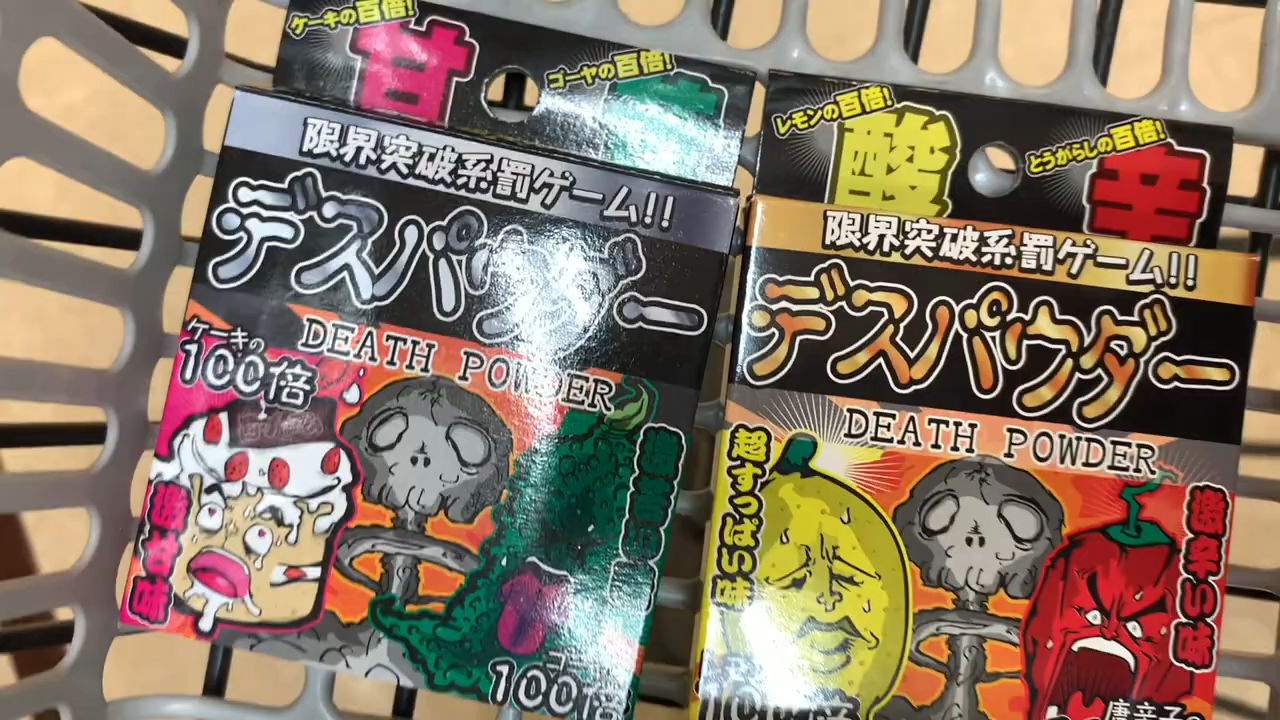 ケーキの百倍!
甘
ゴーヤの百倍!
限界突破系罰ゲーム!!
デスパウダー
DEATH POWDER
ケーキの
100倍
激甘味
100倍
レモンの百倍!
酸
とうがらしの百倍!
辛
限界突破系罰ゲーム!!
デスパウダー
DEATH POWDER
超すっぱい味
激辛い味